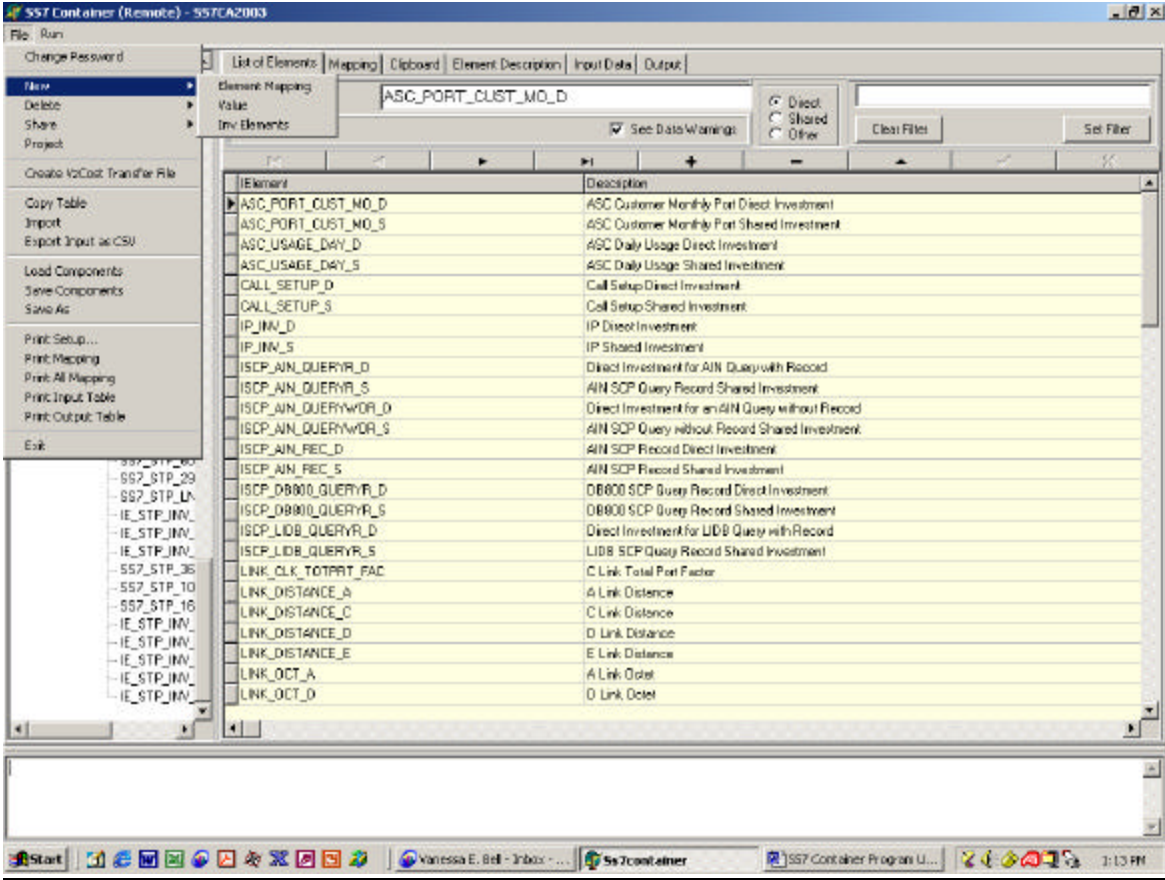 SS7 Container (Remote) - SS7CA2003
File Run
Change Password
New
Delete
Share
Project
Create VzCost Transfer File
Copy Table
Import
Export Input as CSV
Load Components
Save Components
Save As
Print Setup...
Print Mapping
Print All Mapping
Print Input Table
Print Output Table
Exit
Element Mapping
Value
Inv Elements
List of Elements Mapping Clipboard Element Description Input Data Output
ASC_PORT_CUST_MO_D
See Data Warnings
Direct
Shared
Other
Clear Filter Set Filter
IElement Description
ASC_PORT_CUST_MO_D ASC Customer Monthly Port Direct Investment
ASC_PORT_CUST_MO_S ASC Customer Monthly Port Shared Investment
ASC_USAGE_DAY_D ASC Daily Usage Direct Investment
ASC_USAGE_DAY_S ASC Daily Usage Shared Investment
CALL_SETUP_D Call Setup Direct Investment
CALL_SETUP_S Call Setup Shared Investment
IP_INV_D IP Direct Investment
IP_INV_S IP Shared Investment
ISCP_AIN_QUERYR_D Direct Investment for AIN Query with Record
ISCP_AIN_QUERYR_S AIN SCP Query Record Shared Investment
ISCP_AIN_QUERYWOR_D Direct Investment for an AIN Query without Record
ISCP_AIN_QUERYWOR_S AIN SCP Query without Record Shared Investment
ISCP_AIN_REC_D AIN SCP Record Direct Investment
ISCP_AIN_REC_S AIN SCP Record Shared Investment
ISCP_DB800_QUERYR_D DB800 SCP Query Record Direct Investment
ISCP_DB800_QUERYR_S DB800 SCP Query Record Shared Investment
ISCP_LIDB_QUERYR_D Direct Investment for LIDB Query with Record
ISCP_LIDB_QUERYR_S LIDB SCP Query Record Shared Investment
LINK_CLK_TOTPRT_FAC C Link Total Port Factor
LINK_DISTANCE_A A Link Distance
LINK_DISTANCE_C C Link Distance
LINK_DISTANCE_D D Link Distance
LINK_DISTANCE_E E Link Distance
LINK_OCT_A A Link Octet
LINK_OCT_D D Link Octet
SS7_STP_29
SS7_STP_LN
IE_STP_INV_
IE_STP_INV_
IE_STP_INV_
SS7_STP_36
SS7_STP_10
SS7_STP_16
IE_STP_INV_
IE_STP_INV_
IE_STP_INV_
IE_STP_INV_
IE_STP_INV_
Start Vanessa E. Bell - Inbox - ... Ss7container SS7 Container Program U... 1:13 PM